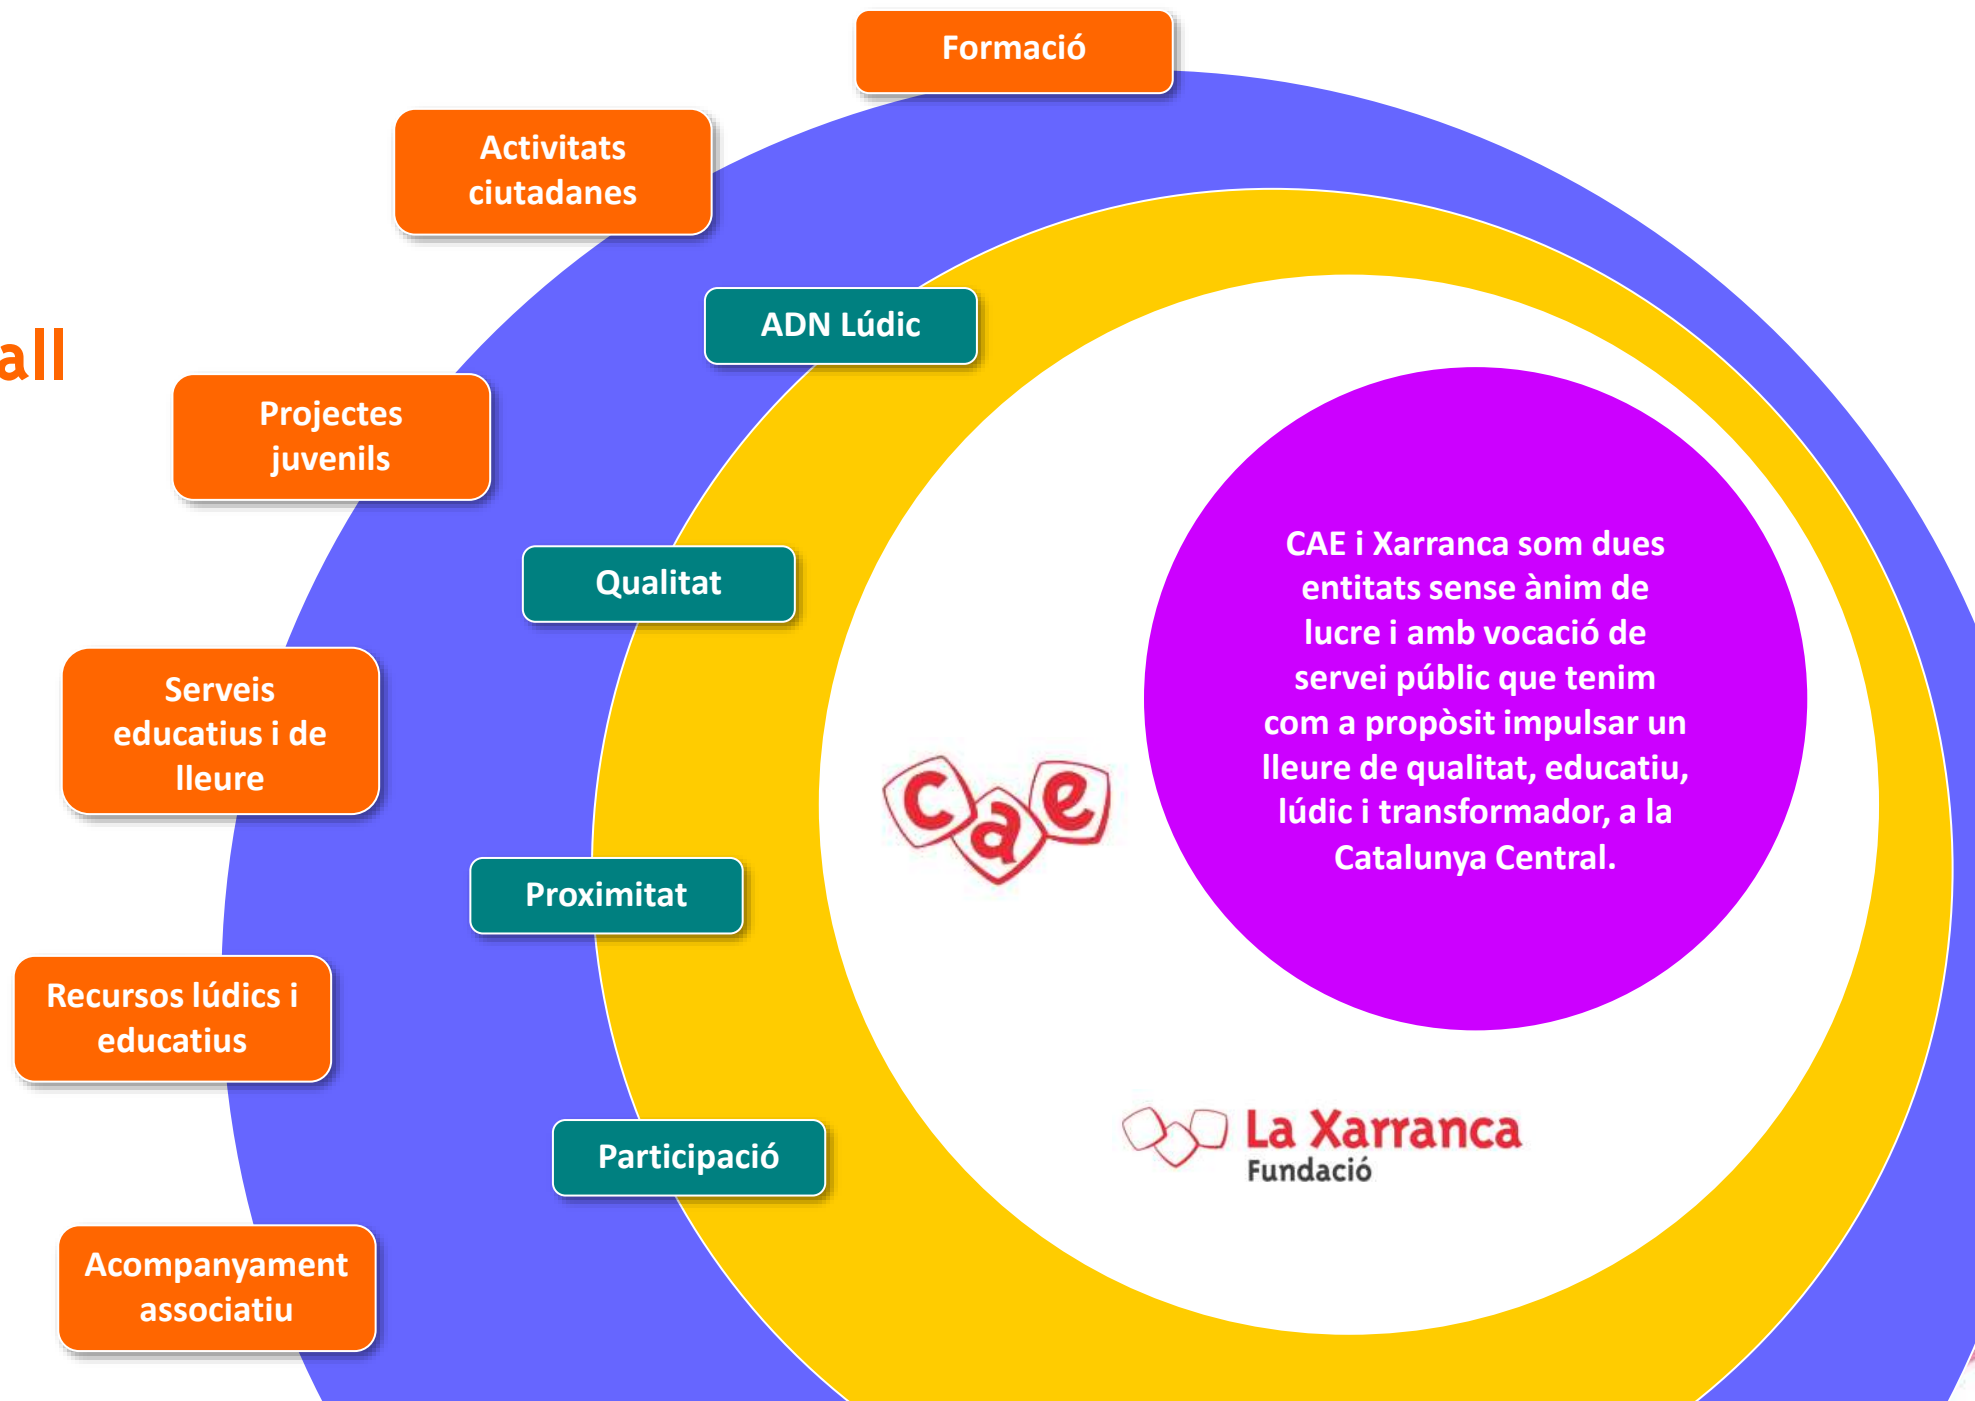 Formació
Activitats
ciutadanes
ADN Lúdic
all
Projectes
juvenils
Qualitat
Serveis
educatius i de
lleure
Proximitat
Recursos lúdics i
educatius
Participació
Acompanyament
associatiu
cae
CAE i Xarranca som dues
entitats sense ànim de
lucre i amb vocació de
servei públic que tenim
com a propòsit impulsar un
lleure de qualitat, educatiu,
lúdic i transformador, a la
Catalunya Central.
La Xarranca
Fundació